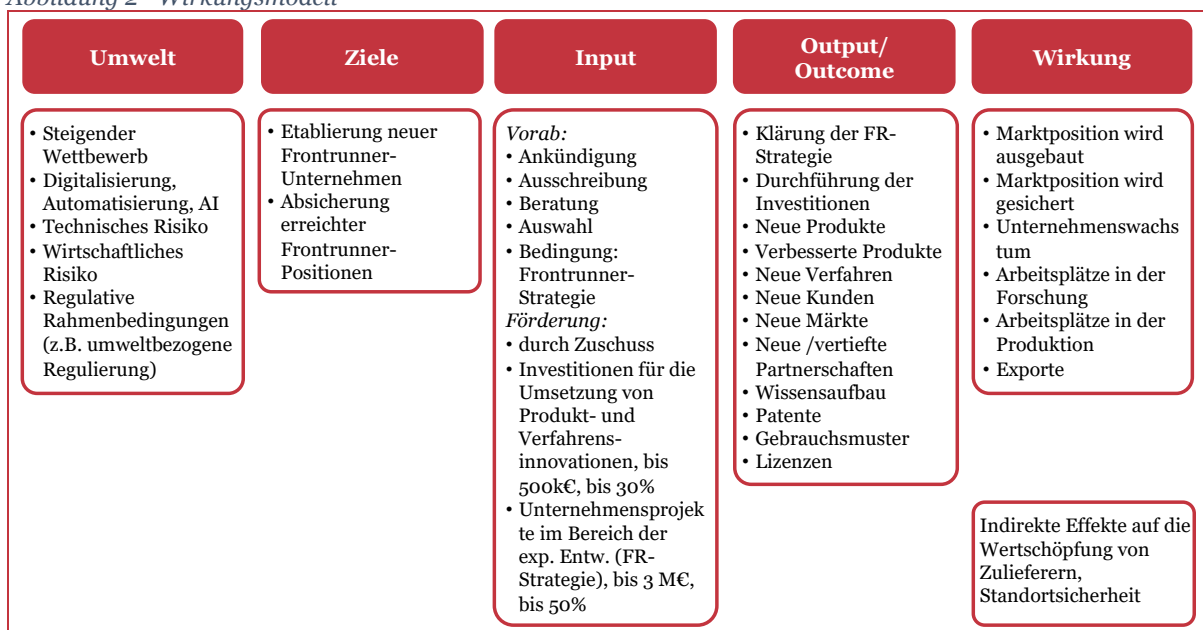 Abbildung 2 Wirkungsmodell
Umwelt
• Steigender
Wettbewerb
• Digitalisierung,
Automatisierung, AI
• Technisches Risiko
• Wirtschaftliches
Risiko
• Regulative
Rahmenbedingungen
(z.B. umweltbezogene
Regulierung)
Ziele
• Etablierung neuer
Frontrunner-
Unternehmen
• Absicherung
erreichter
Frontrunner-
Positionen
Input
Vorab:
• Ankündigung
• Ausschreibung
• Beratung
• Auswahl
• Bedingung:
Frontrunner-
Strategie
Förderung:
• durch Zuschuss
• Investitionen für die
Umsetzung von
Produkt- und
Verfahrens-
innovationen, bis
500k€, bis 30%
• Unternehmensprojek
te im Bereich der
exp. Entw. (FR-
Strategie), bis 3 M€,
bis 50%
Output/
Outcome
• Klärung der FR-
Strategie
• Durchführung der
Investitionen
• Neue Produkte
• Verbesserte Produkte
• Neue Verfahren
• Neue Kunden
• Neue Märkte
• Neue /vertiefte
Partnerschaften
• Wissensaufbau
• Patente
• Gebrauchsmuster
• Lizenzen
Wirkung
• Marktposition wird
ausgebaut
• Marktposition wird
gesichert
• Unternehmenswachs
tum
• Arbeitsplätze in der
Forschung
• Arbeitsplätze in der
Produktion
• Exporte
Indirekte Effekte auf die
Wertschöpfung von
Zulieferern,
Standortsicherheit